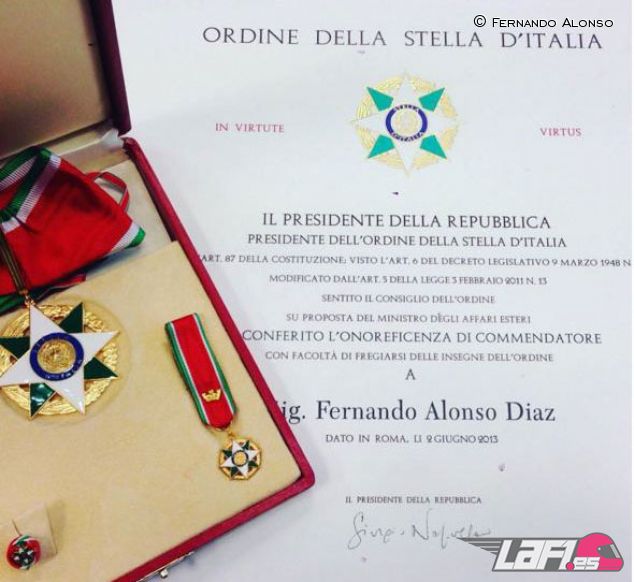 © Fernando Alonso
ORDINE DELLA STELLA D'ITALIA
STELLA
D'ITALIA
IN VIRTUTE VIRTUS
IL PRESIDENTE DELLA REPUBBLICA
PRESIDENTE DELL'ORDINE DELLA STELLA D'ITALIA
ART. 87 DELLA COSTITUZIONE; VISTO L'ART. 6 DEL DECRETO LEGISLATIVO 9 MARZO 1948 N
MODIFICATO DALL'ART. 5 DELLA LEGGE 3 FEBBRAIO 2011 N. 13
SENTITO IL CONSIGLIO DELL'ORDINE
SU PROPOSTA DEL MINISTRO DEGLI AFFARI ESTERI
CONFERITO L'ONOREFICENZA DI COMMENDATORE
CON FACOLTÀ DI FREGIARSI DELLE INSEGNE DELL'ORDINE
A
Sig. Fernando Alonso Diaz
DATO IN ROMA, LI 2 GIUGNO 2013
IL PRESIDENTE DELLA REPUBBLICA
LAF1.es